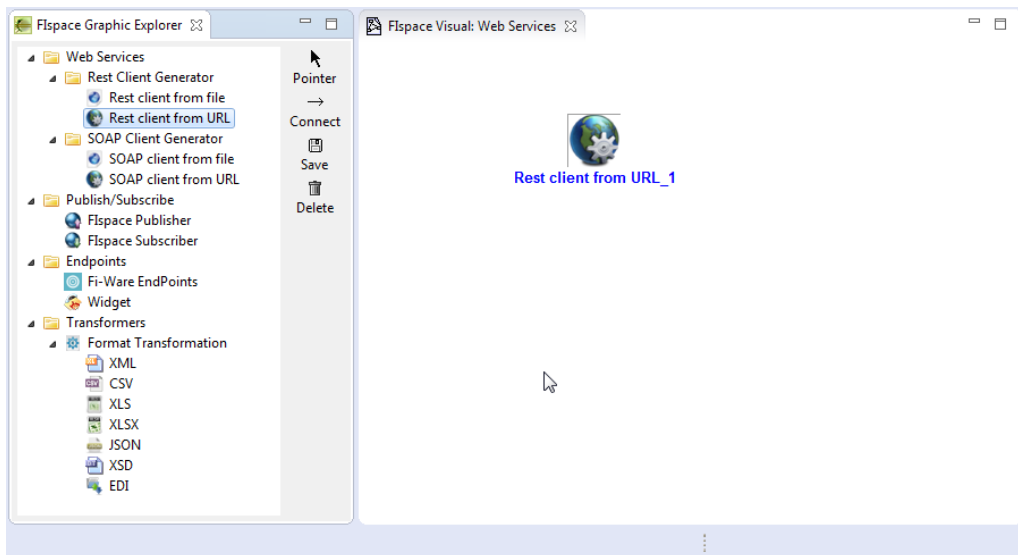 FIspace Graphic Explorer
Web Services
Rest Client Generator
Rest client from file
Rest client from URL
SOAP Client Generator
SOAP client from file
SOAP client from URL
Publish/Subscribe
FIspace Publisher
FIspace Subscriber
Endpoints
Fi-Ware EndPoints
Widget
Transformers
Format Transformation
XML
CSV
XLS
XLSX
JSON
XSD
EDI
Pointer
Connect
Save
Delete
FIspace Visual: Web Services
Rest client from URL_1